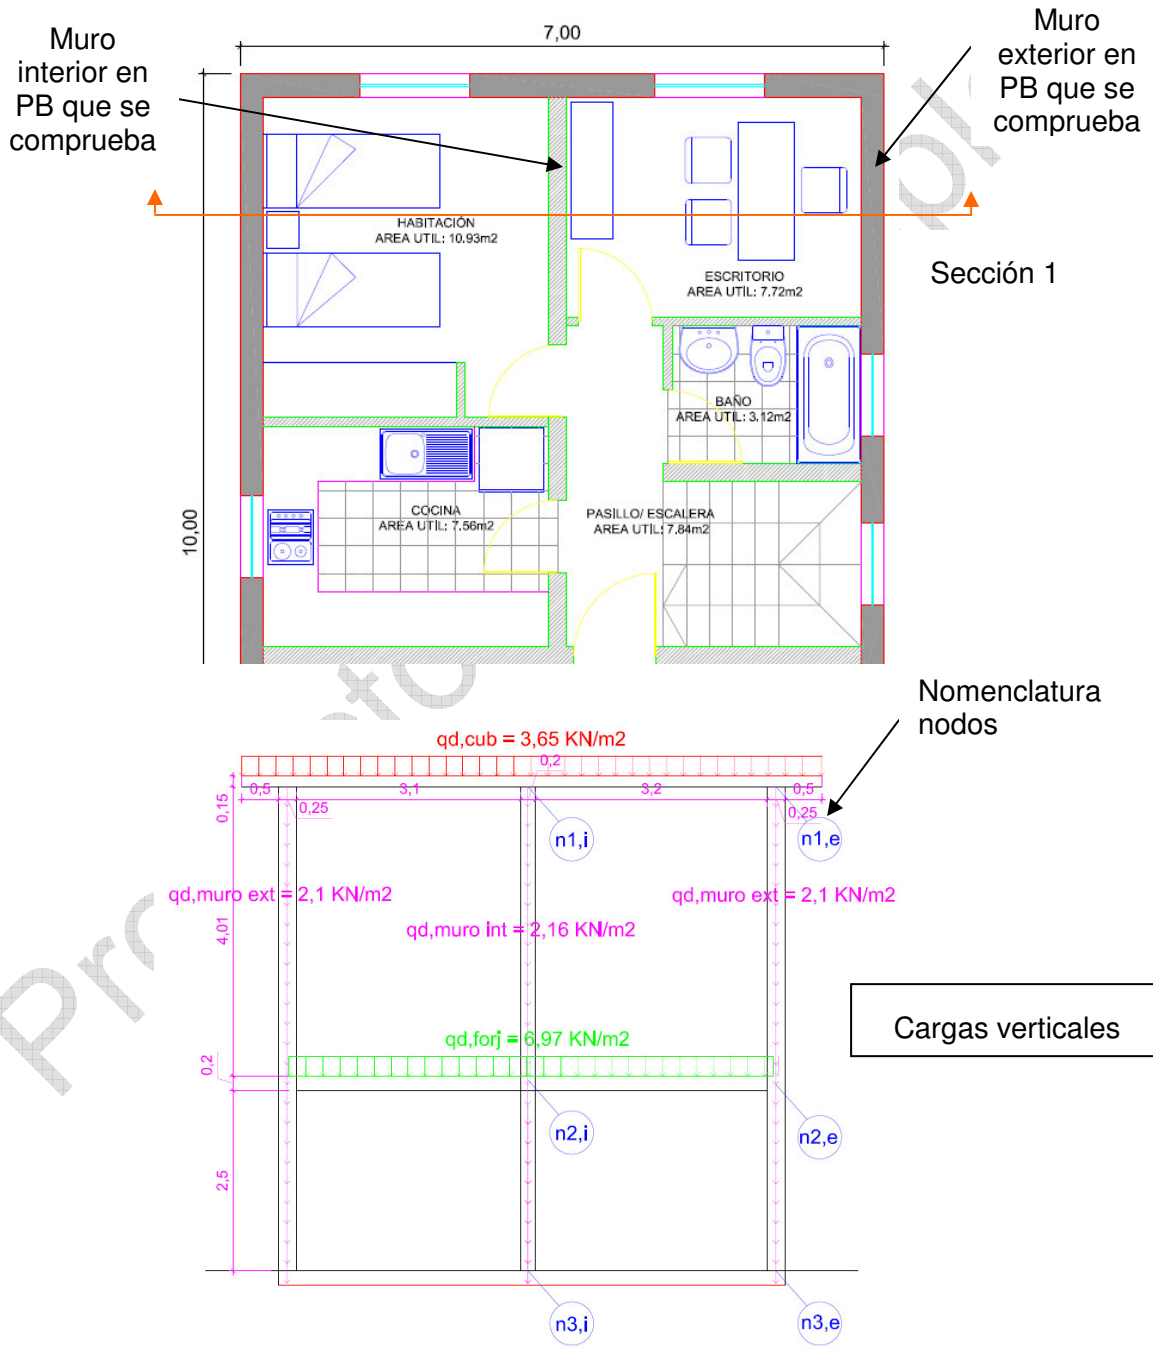 7,00
Muro
interior en
PB que se
comprueba
Muro
exterior en
PB que se
comprueba
HABITACIÓN
AREA UTIL: 10.93m2
ESCRITORIO
AREA UTIL: 7.72m2
Sección 1
BAÑO
AREA UTIL: 3.12m2
10,00
COCINA
AREA UTIL: 7.56m2
PASILLO/ ESCALERA
AREA UTIL: 7.84m2
Nomenclatura
nodos
qd,cub = 3,65 KN/m2
0,2
0,5
3,1
3,2
0,5
0,15
0,25
0,25
n1,i
n1,e
qd,muro ext = 2,1 KN/m2
qd,muro ext = 2,1 KN/m2
4,01
qd,muro int = 2,16 KN/m2
Cargas verticales
qd,forj = 6,97 KN/m2
0,2
n2,i
n2,e
2,5
n3,i
n3,e